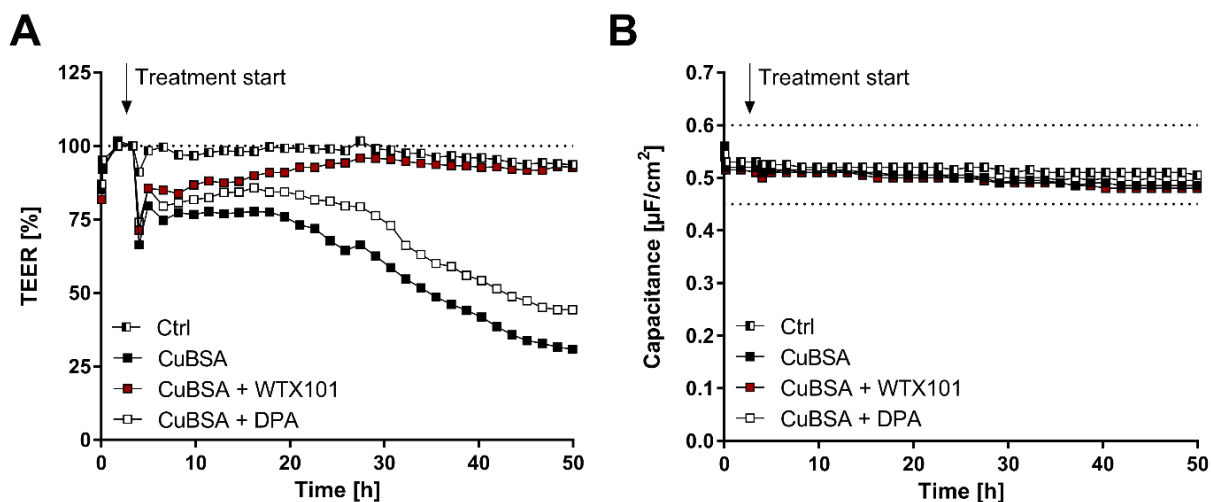 A
Treatment start
TEER [%]
125
100
75
50
25
0
Ctrl
CuBSA
CuBSA + WTX101
CuBSA + DPA
0
10
20
30
40
50
Time [h]
B
Treatment start
Capacitance [µF/cm²]
0.7
0.6
0.5
0.4
0.3
0.2
0.1
0.0
Ctrl
CuBSA
CuBSA + WTX101
CuBSA + DPA
0
10
20
30
40
50
Time [h]